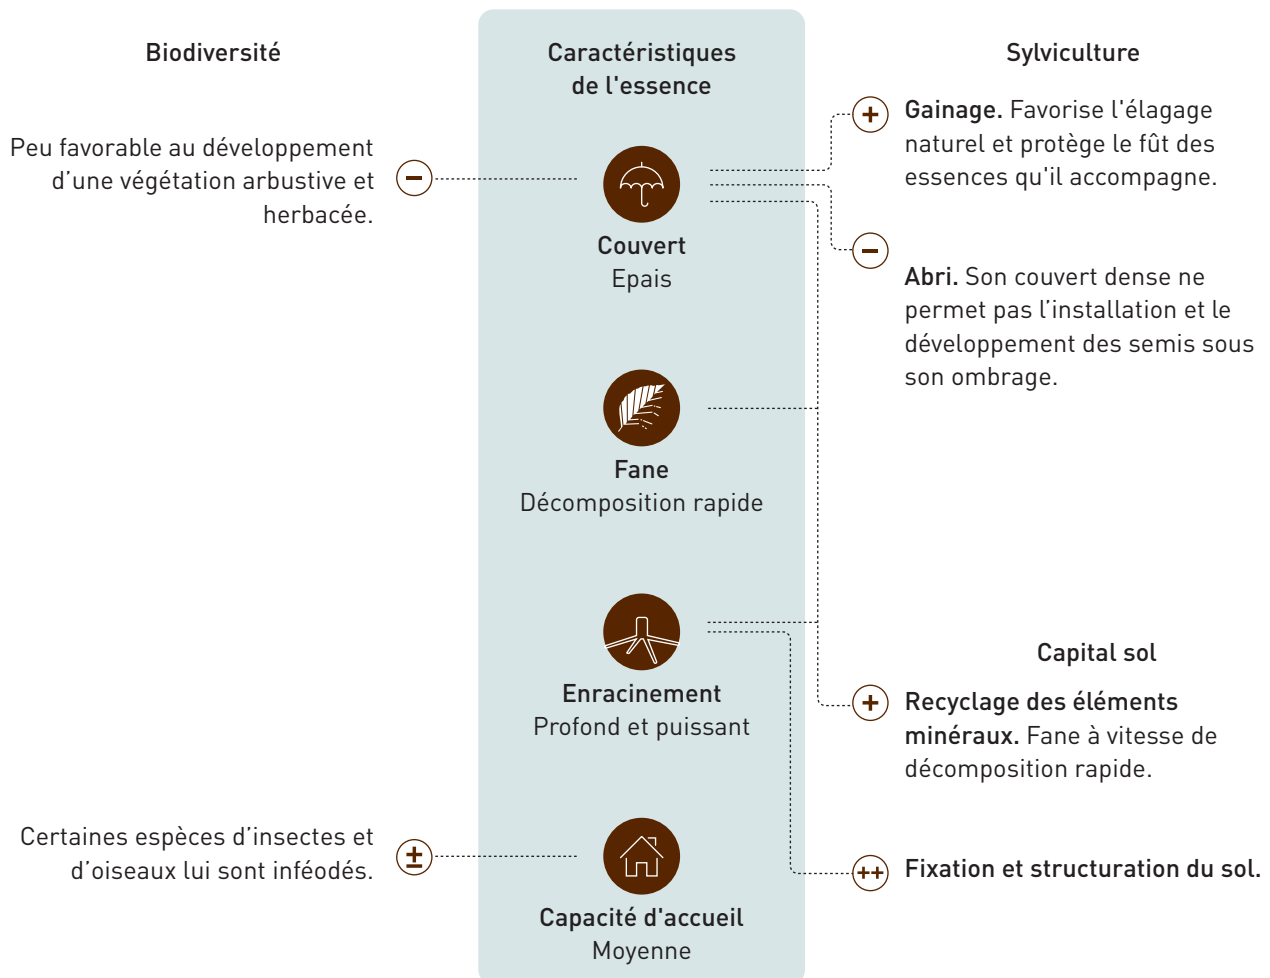 Biodiversité
Peu favorable au développement
d’une végétation arbustive et
herbacée.
Certaines espèces d’insectes et
d’oiseaux lui sont inféodés.
Caractéristiques
de l'essence
Couvert
Epais
Fane
Décomposition rapide
Enracinement
Profond et puissant
Capacité d'accueil
Moyenne
Sylviculture
Gainage. Favorise l'élagage
naturel et protège le fût des
essences qu'il accompagne.
Abri. Son couvert dense ne
permet pas l’installation et le
développement des semis sous
son ombrage.
Capital sol
Recyclage des éléments
minéraux. Fane à vitesse de
décomposition rapide.
Fixation et structuration du sol.